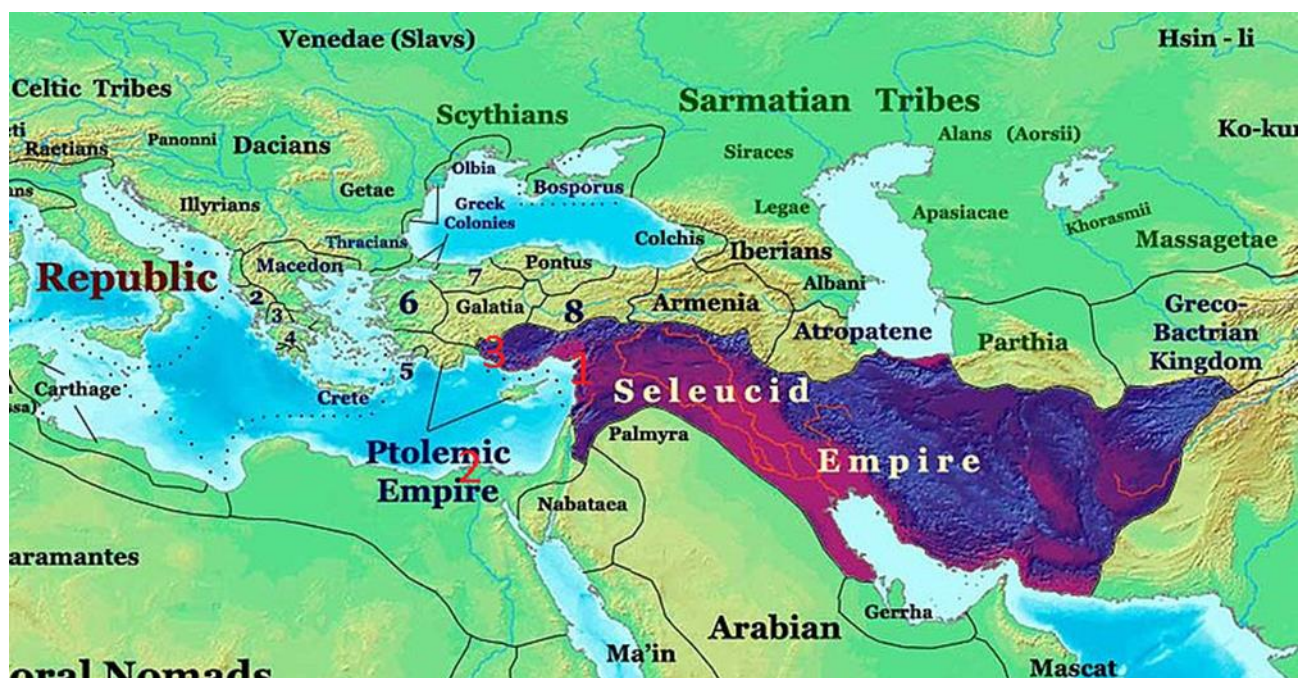 Venedae (Slavs)
Hsin - li
Celtic Tribes
Scythians
Sarmatian Tribes
Alans (Aorsii)
Ko-kun
Raetians
Panonni
Dacians
Siraces
Olbia
Bosporus
Getae
Illyrians
Greek
Colonies
Legae
Apasiacae
Khorasmii
Massagetae
Thracians
Colchis
Iberians
Macedon
Pontus
Republic
2
3
4
6
7
Galatia
8
Armenia
Albani
Atropatene
Parthia
Greco-
Bactrian
Kingdom
3
1
5
Carthage
Crete
Seleucid
Empire
Palmyra
Ptolemic
Empire
2
Nabataea
aramantes
Gerrha
Arabian
Ma'in
Mascat
oral Nomads